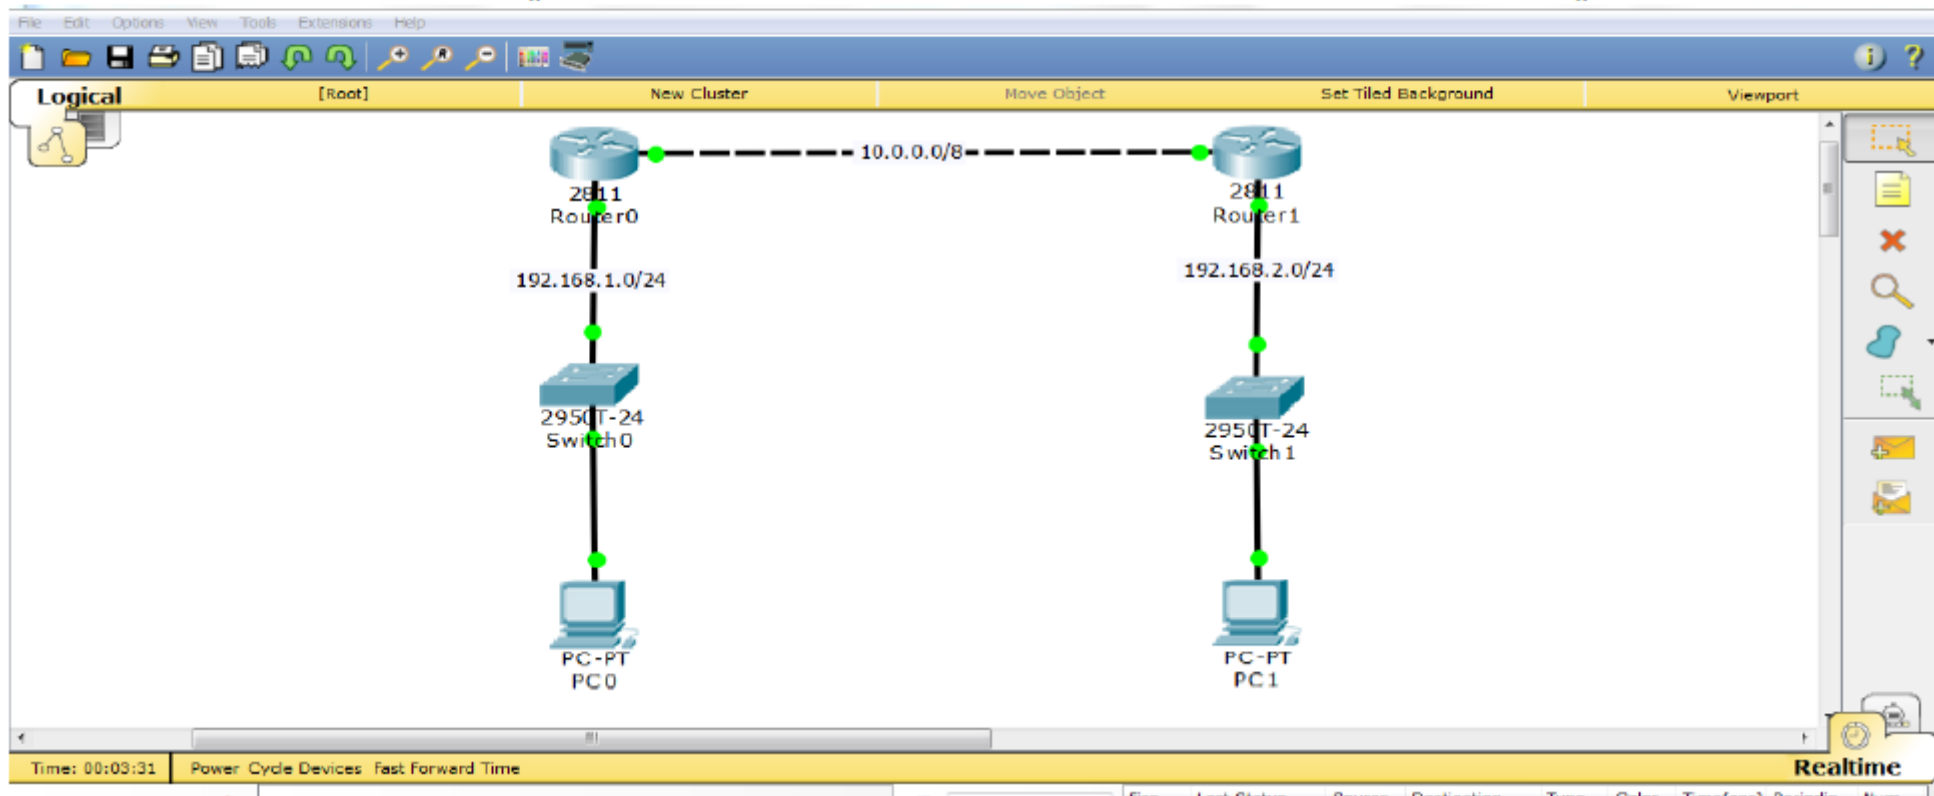 File Edit Options View Tools Extensions Help
Logical [Root] New Cluster Move Object Set Tiled Background Viewport
10.0.0.0/8
2811
Router0
2811
Router1
192.168.1.0/24
192.168.2.0/24
2950T-24
Switch0
2950T-24
Switch1
PC-PT
PC0
PC-PT
PC1
Time: 00:03:31 Power Cycle Devices Fast Forward Time
Realtime